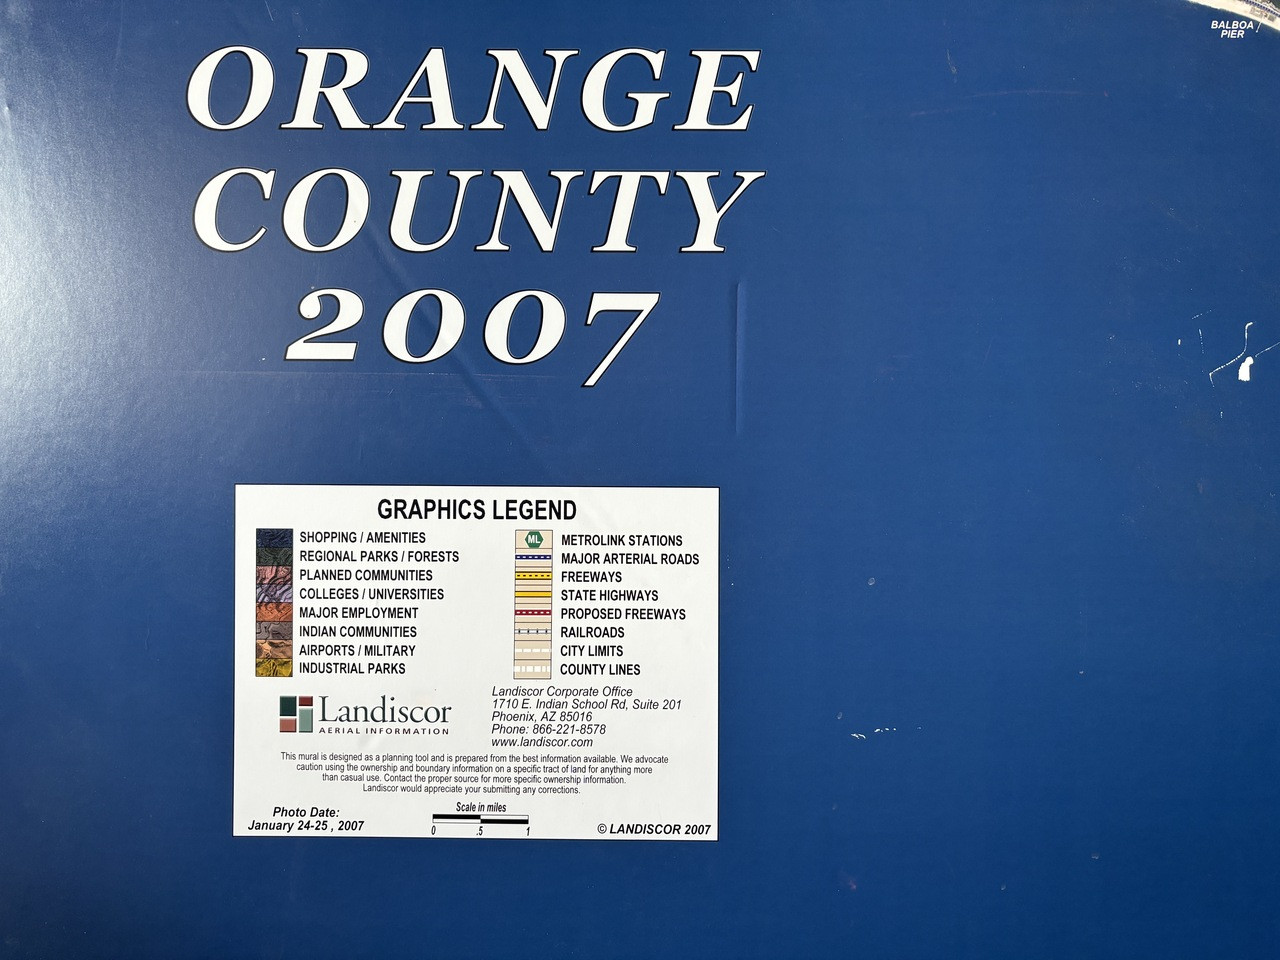 BALBOA
PIER
ORANGE
COUNTY
2007
GRAPHICS LEGEND
SHOPPING / AMENITIES
REGIONAL PARKS / FORESTS
PLANNED COMMUNITIES
COLLEGES / UNIVERSITIES
MAJOR EMPLOYMENT
INDIAN COMMUNITIES
AIRPORTS / MILITARY
INDUSTRIAL PARKS
ML
METROLINK STATIONS
MAJOR ARTERIAL ROADS
FREEWAYS
STATE HIGHWAYS
PROPOSED FREEWAYS
RAILROADS
CITY LIMITS
COUNTY LINES
Landiscor
AERIAL INFORMATION
Landiscor Corporate Office
1710 E. Indian School Rd, Suite 201
Phoenix, AZ 85016
Phone: 866-221-8578
www.landiscor.com
This mural is designed as a planning tool and is prepared from the best information available. We advocate
caution using the ownership and boundary information on a specific tract of land for anything more
than casual use. Contact the proper source for more specific ownership information.
Landiscor would appreciate your submitting any corrections.
Photo Date:
January 24-25 , 2007
Scale in miles
0 .5 1
© LANDISCOR 2007